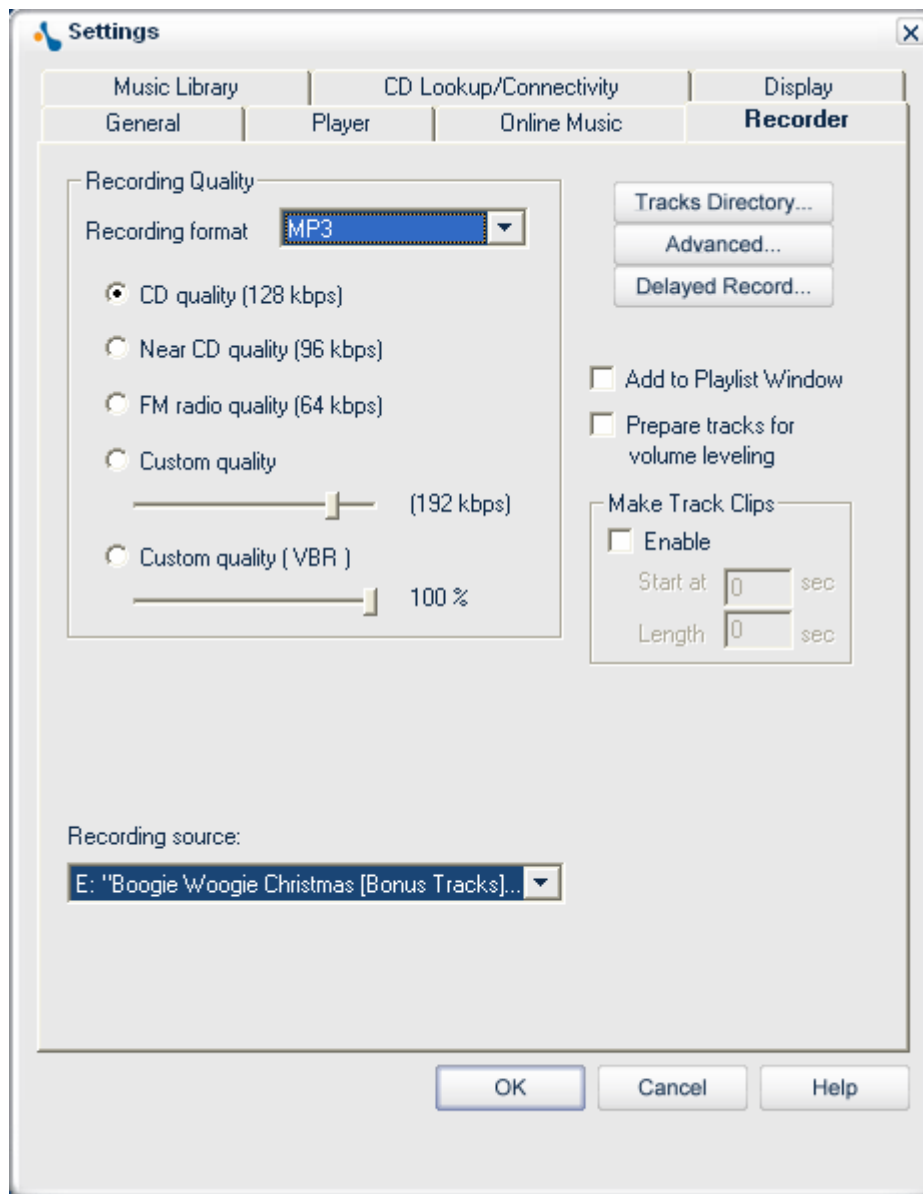 Settings
Music Library CD Lookup/Connectivity Display
General Player Online Music Recorder
Recording Quality
Recording format MP3
CD quality (128 kbps)
Near CD quality (96 kbps)
FM radio quality (64 kbps)
Custom quality
(192 kbps)
Custom quality ( VBR )
100 %
Tracks Directory...
Advanced...
Delayed Record...
Add to Playlist Window
Prepare tracks for
volume leveling
Make Track Clips
Enable
Start at 0 sec
Length 0 sec
Recording source:
E: "Boogie Woogie Christmas [Bonus Tracks]...
OK Cancel Help